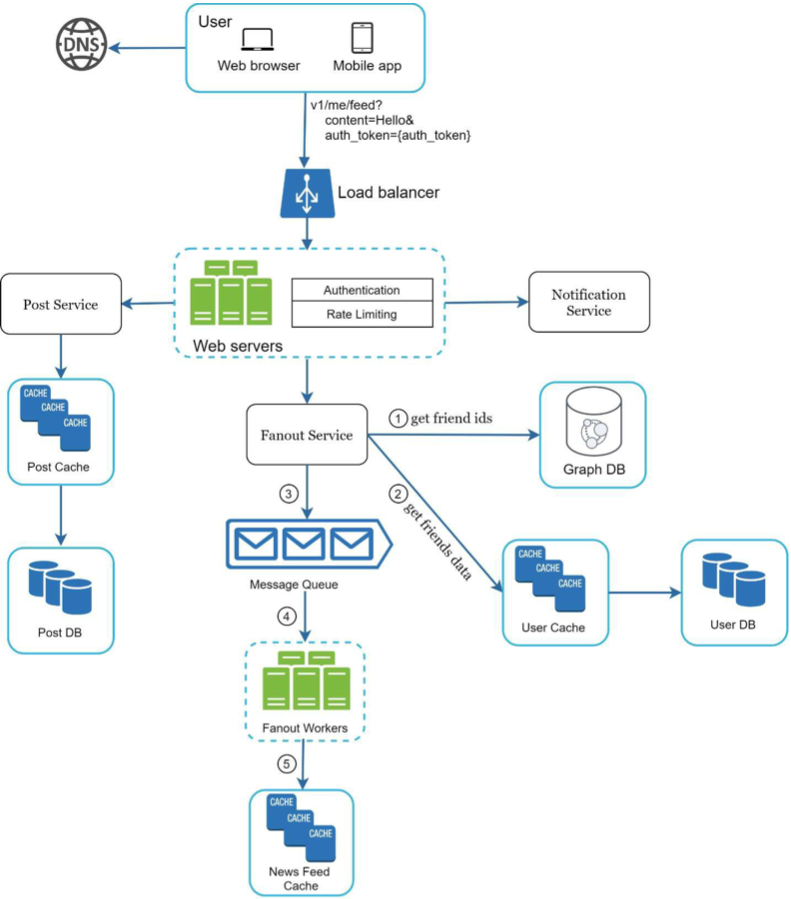 DNS
User
Web browser
Mobile app
v1/me/feed?
content=Hello&
auth_token={auth_token}
Load balancer
Authentication
Rate Limiting
Web servers
Post Service
Notification
Service
CACHE
CACHE
CACHE
Post Cache
Post DB
Fanout Service
1 get friend ids
Graph DB
2 get friends data
CACHE
CACHE
CACHE
User Cache
User DB
3
Message Queue
4
Fanout Workers
5
CACHE
CACHE
CACHE
News Feed
Cache